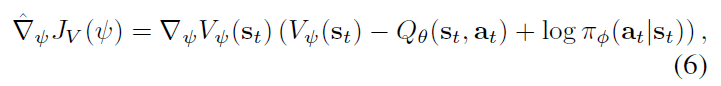 ∇̂_ψ J_V(ψ) = ∇_ψ V_ψ(s_t) (V_ψ(s_t) − Q_θ(s_t, a_t) + log π_ϕ(a_t|s_t)) ,
(6)